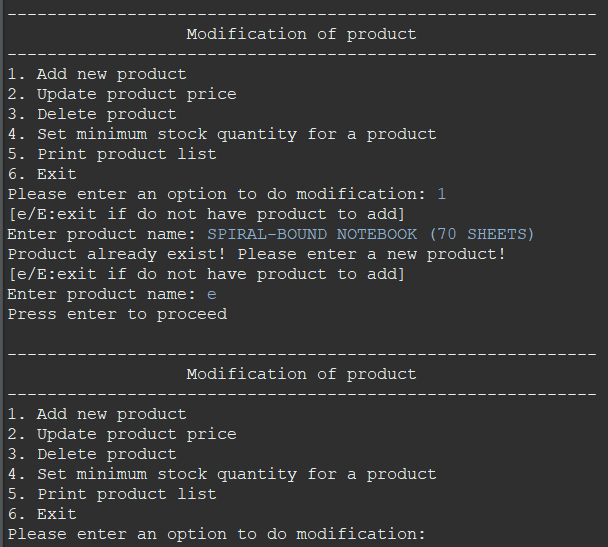 ------------------------------------------------------------
Modification of product
------------------------------------------------------------
1. Add new product
2. Update product price
3. Delete product
4. Set minimum stock quantity for a product
5. Print product list
6. Exit
Please enter an option to do modification: 1
[e/E:exit if do not have product to add]
Enter product name: SPIRAL-BOUND NOTEBOOK (70 SHEETS)
Product already exist! Please enter a new product!
[e/E:exit if do not have product to add]
Enter product name: e
Press enter to proceed
------------------------------------------------------------
Modification of product
------------------------------------------------------------
1. Add new product
2. Update product price
3. Delete product
4. Set minimum stock quantity for a product
5. Print product list
6. Exit
Please enter an option to do modification: